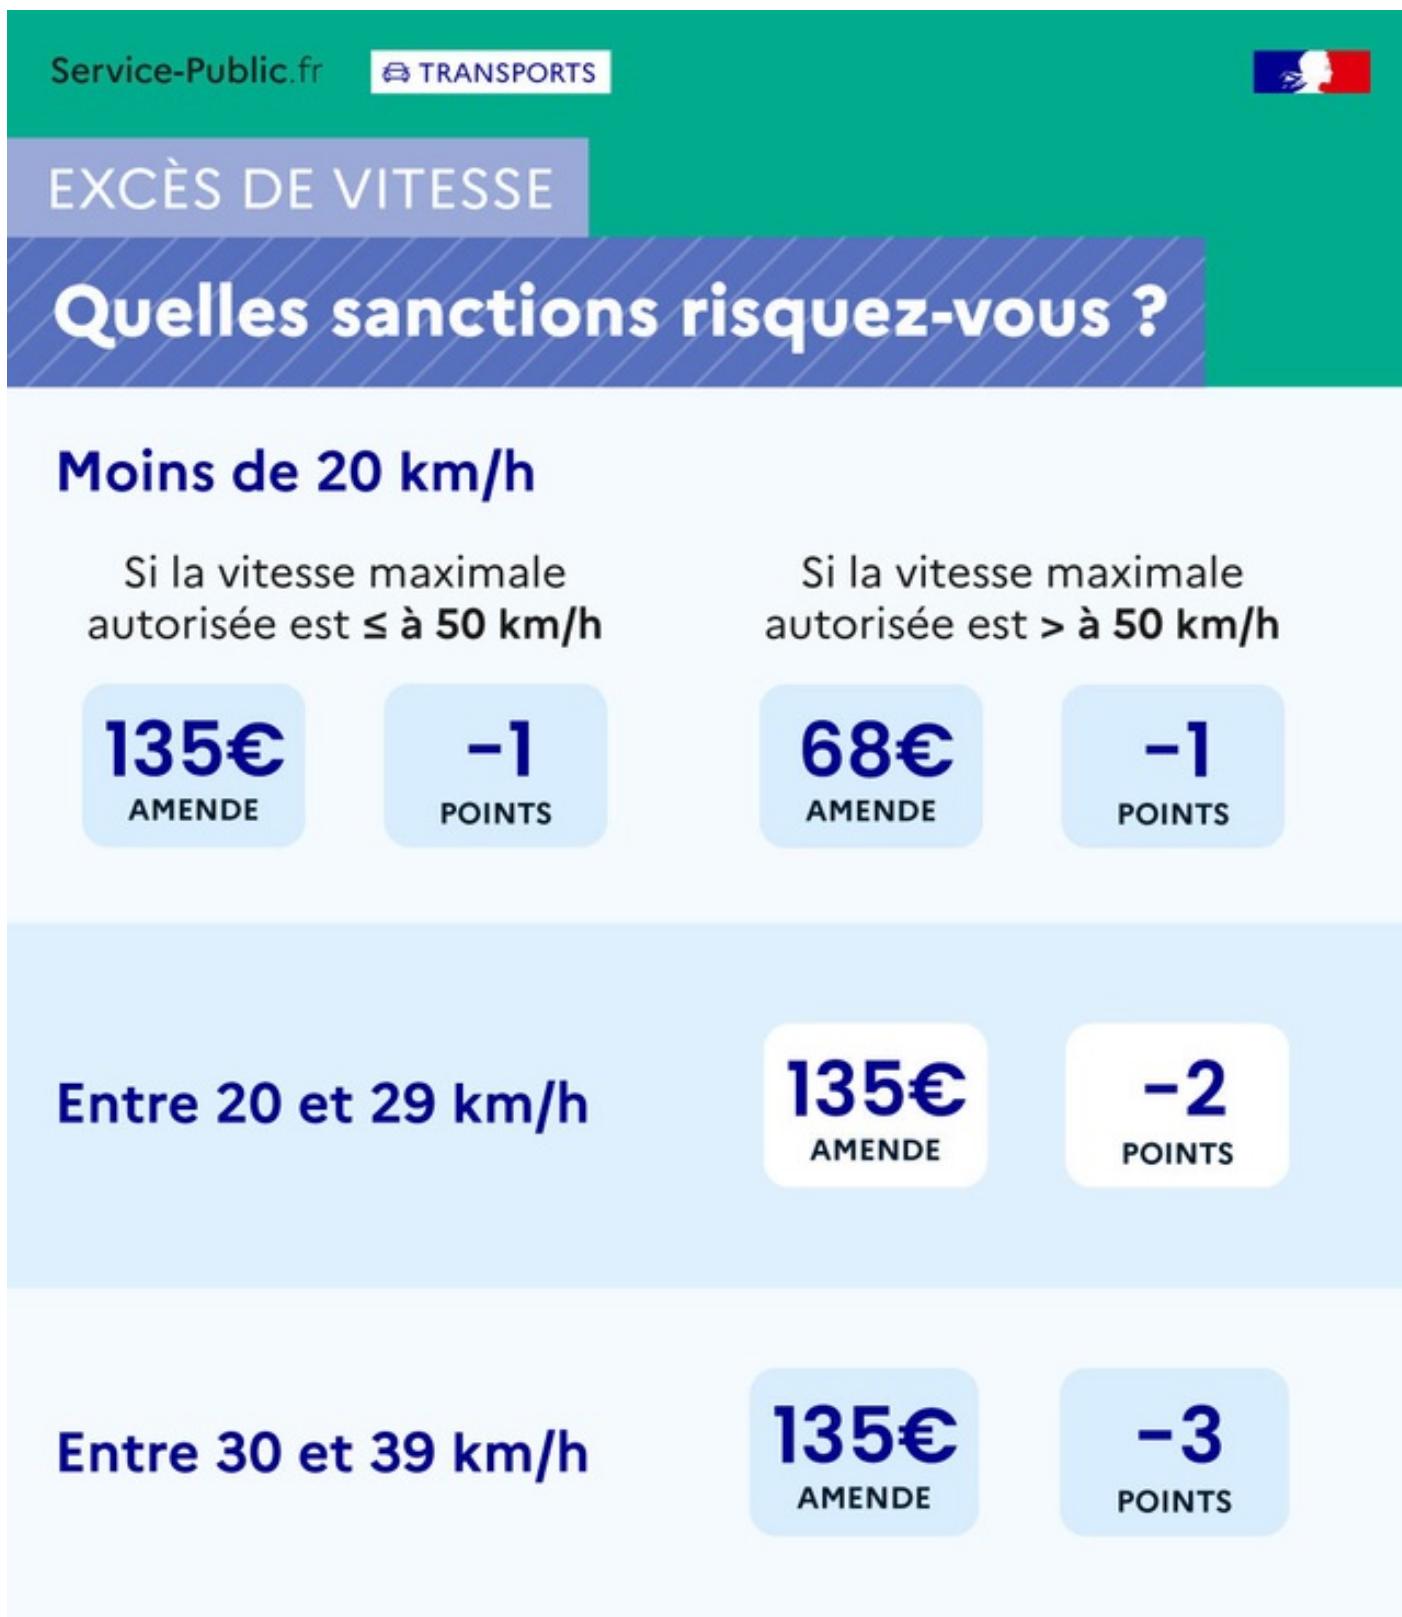 Service-Public.fr
TRANSPORTS
EXCÈS DE VITESSE
Quelles sanctions risquez-vous ?
Moins de 20 km/h
Si la vitesse maximale
autorisée est ≤ à 50 km/h
135€
AMENDE
-1
POINTS
Si la vitesse maximale
autorisée est > à 50 km/h
68€
AMENDE
-1
POINTS
Entre 20 et 29 km/h
135€
AMENDE
-2
POINTS
Entre 30 et 39 km/h
135€
AMENDE
-3
POINTS